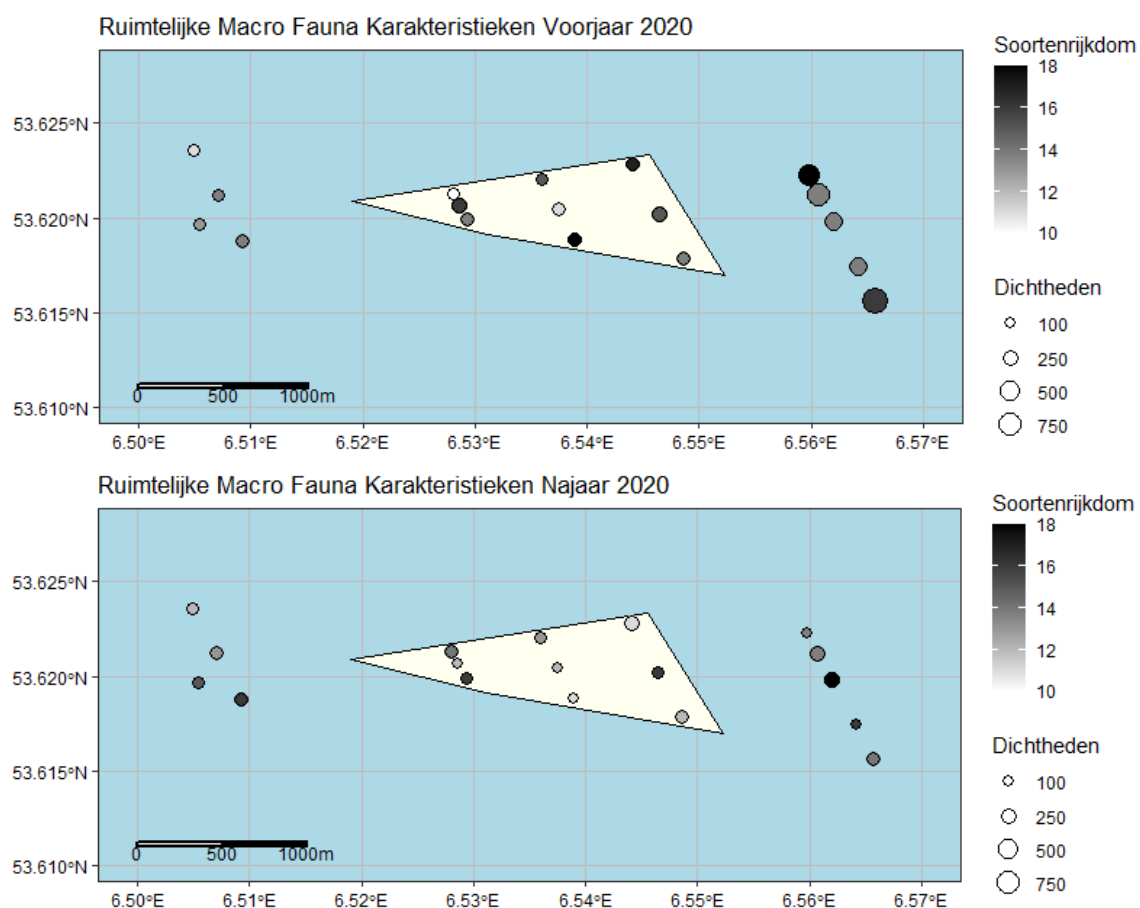 Ruimtelijke Macro Fauna Karakteristieken Voorjaar 2020
53.625°N
53.620°N
53.615°N
53.610°N
0 500 1000m
6.50°E 6.51°E 6.52°E 6.53°E 6.54°E 6.55°E 6.56°E 6.57°E
Soortenrijkdom
18
16
14
12
10
Dichtheden
100
250
500
750
Ruimtelijke Macro Fauna Karakteristieken Najaar 2020
53.625°N
53.620°N
53.615°N
53.610°N
0 500 1000m
6.50°E 6.51°E 6.52°E 6.53°E 6.54°E 6.55°E 6.56°E 6.57°E
Soortenrijkdom
18
16
14
12
10
Dichtheden
100
250
500
750